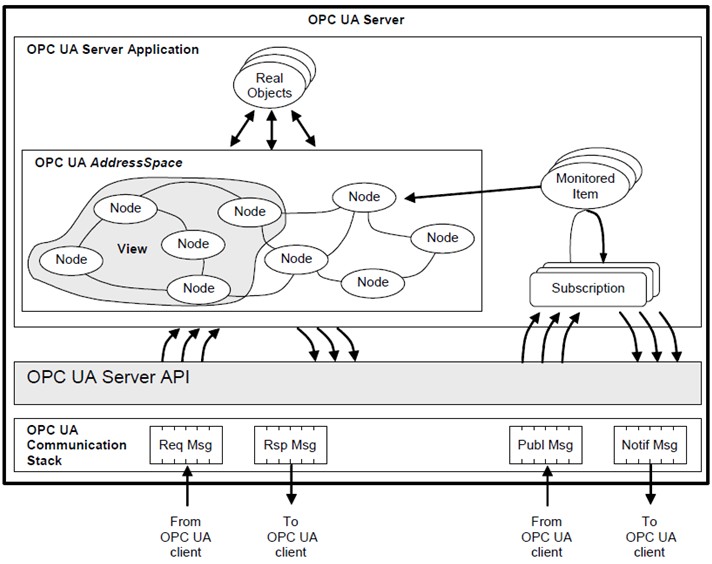 OPC UA Server
OPC UA Server Application
Real
Objects
OPC UA AddressSpace
Monitored
Item
Node
Node
Node
Node
View
Node
Node
Node
Node
Node
Subscription
OPC UA Server API
OPC UA
Communication
Stack
Req Msg
Rsp Msg
Publ Msg
Notif Msg
From
OPC UA
client
To
OPC UA
client
From
OPC UA
client
To
OPC UA
client